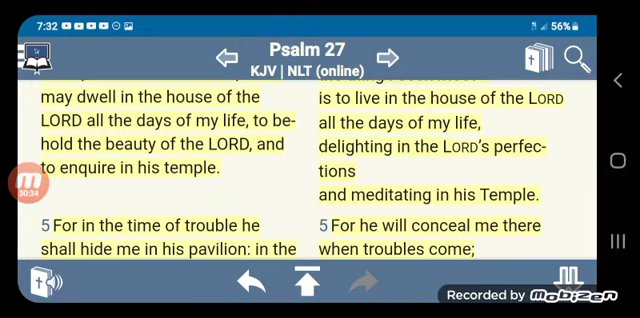 7:32
56%
Psalm 27
KJV | NLT (online)
may dwell in the house of the
LORD all the days of my life, to be-
hold the beauty of the LORD, and
to enquire in his temple.
5 For in the time of trouble he
shall hide me in his pavilion: in the
is to live in the house of the LORD
all the days of my life,
delighting in the LORD's perfec-
tions
and meditating in his Temple.
5 For he will conceal me there
when troubles come;
30:34
Recorded by Mobizen